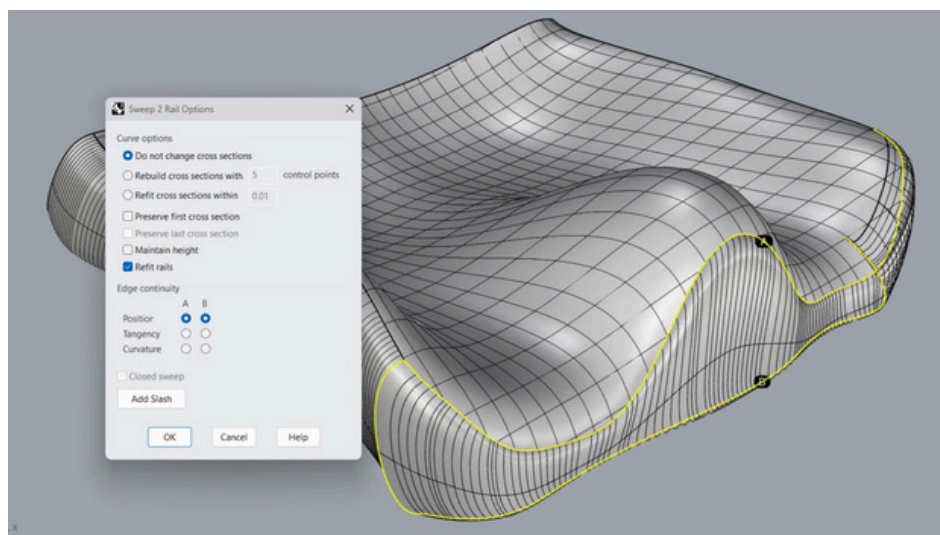 Sweep 2 Rail Options
Curve options
Do not change cross sections
Rebuild cross sections with 5 control points
Refit cross sections within 0.01
Preserve first cross section
Preserve last cross section
Maintain height
Refit rails
Edge continuity
A B
Position
Tangency
Curvature
Closed sweep
Add Slash
OK Cancel Help
A
B
x